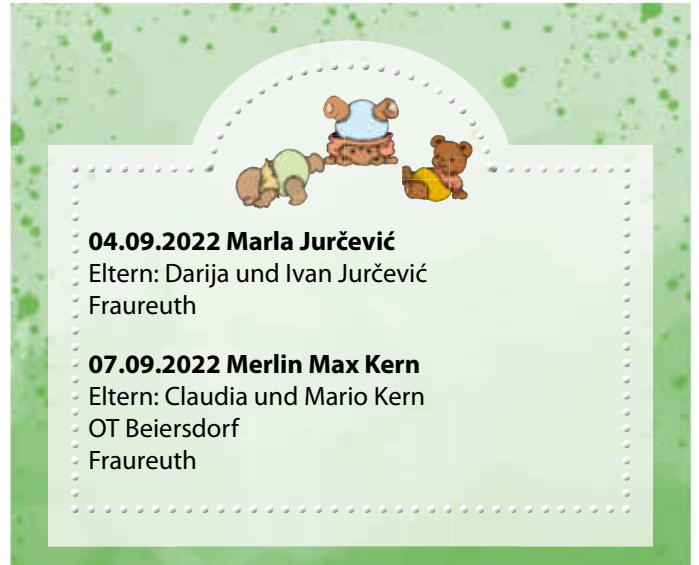 04.09.2022 Marla Jurčević
Eltern: Darija und Ivan Jurčević
Fraureuth
07.09.2022 Merlin Max Kern
Eltern: Claudia und Mario Kern
OT Beiersdorf
Fraureuth